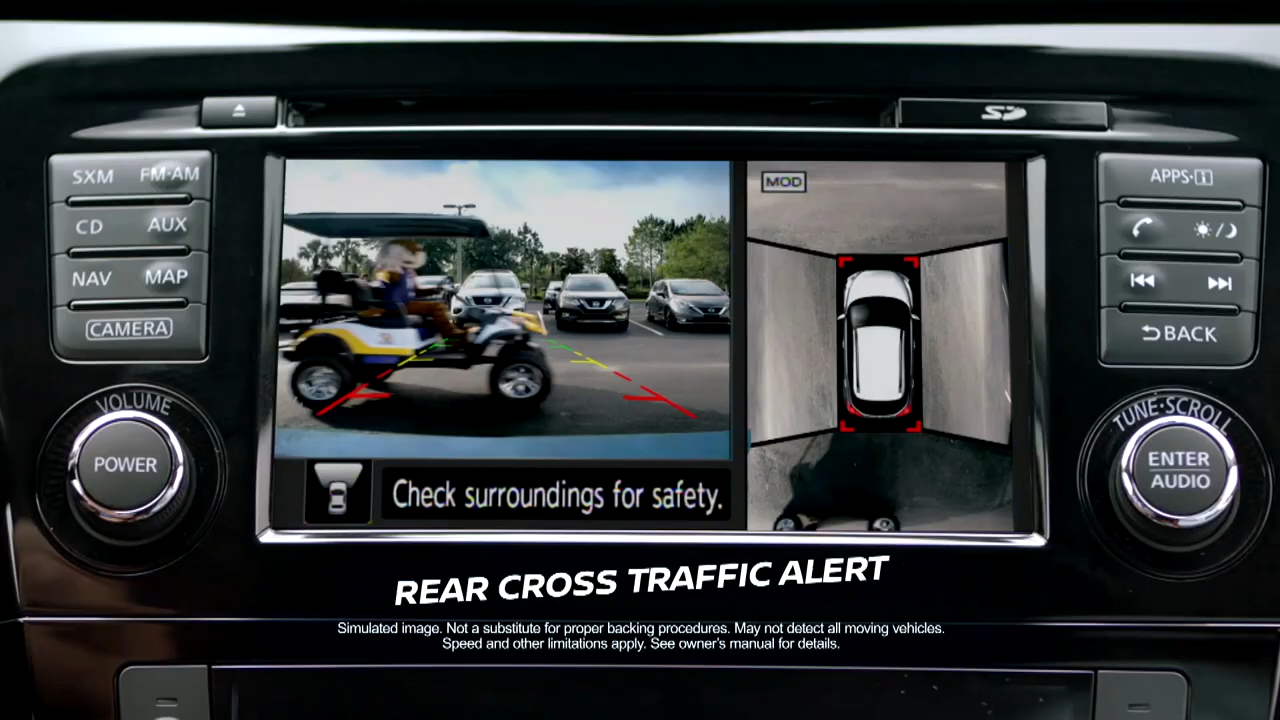 SD
SXM FM·AM
CD AUX
NAV MAP
CAMERA
VOLUME
POWER
MOD
Check surroundings for safety.
APPS·1
BACK
TUNE·SCROLL
ENTER
AUDIO
REAR CROSS TRAFFIC ALERT
Simulated image. Not a substitute for proper backing procedures. May not detect all moving vehicles.
Speed and other limitations apply. See owner's manual for details.